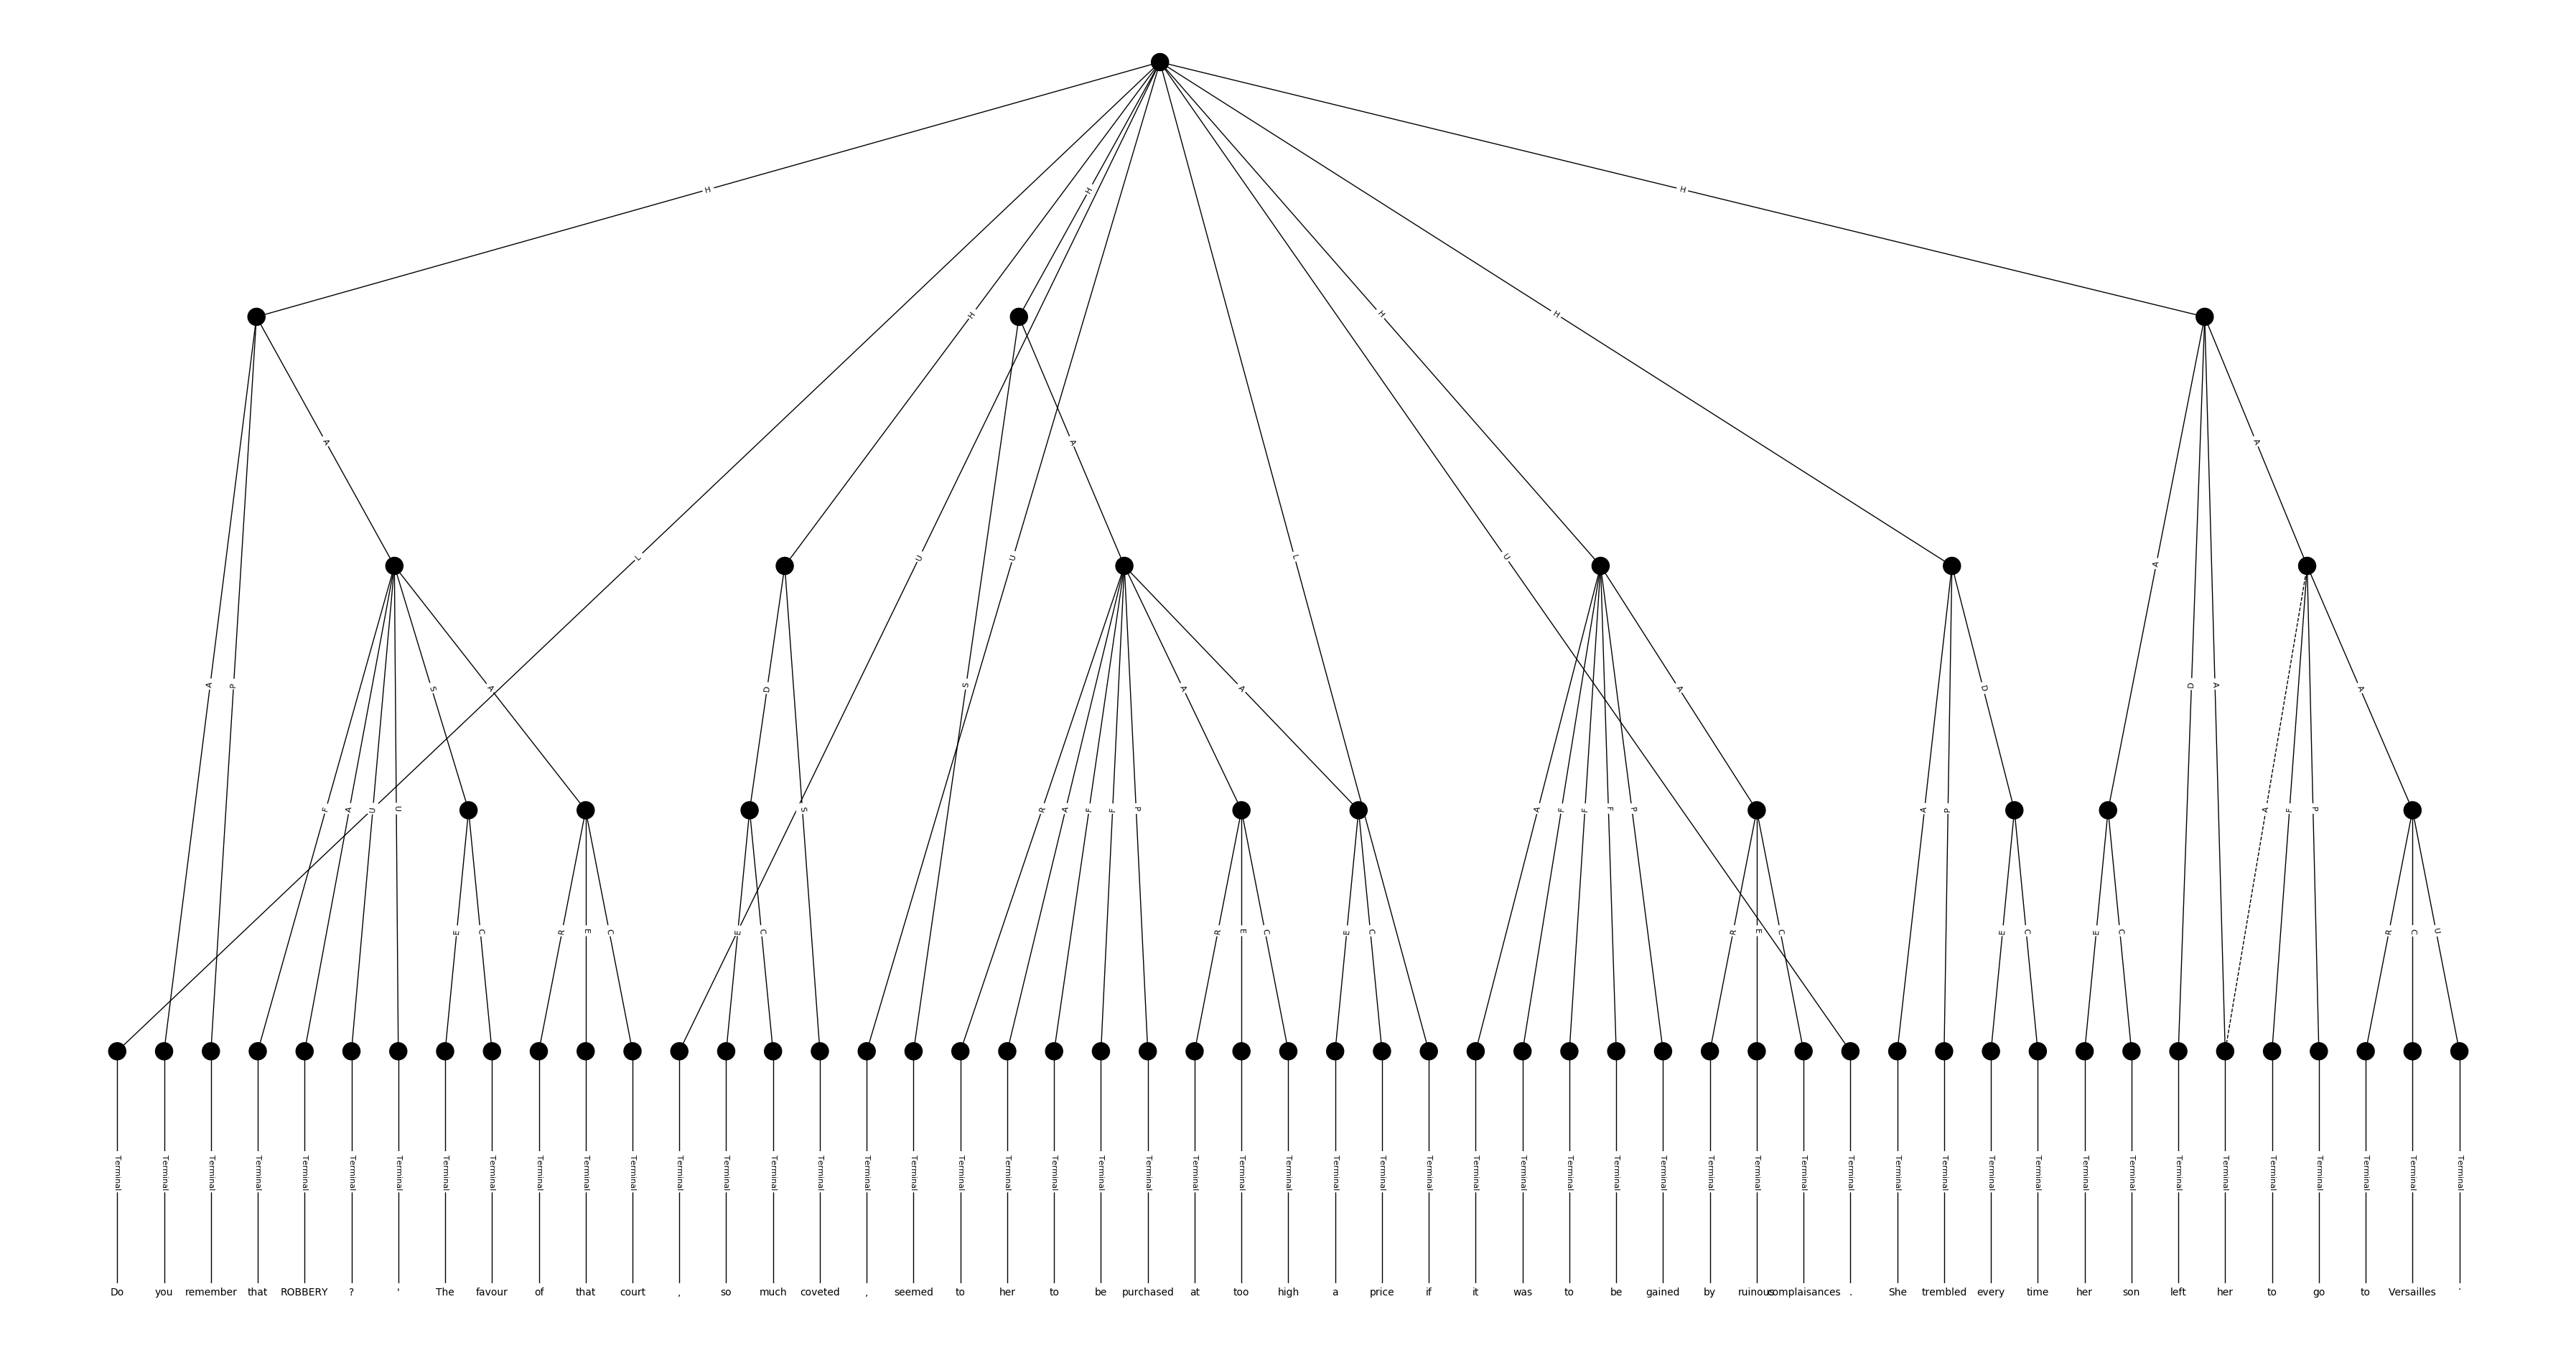 H H H
H H H
A A A
L U U L U A
A P S A D S A A A D D A A
F A U U S R A F F P A F F F P A P A F P
E C R E C E C R E C E C R E C E C E C R C U
Terminal Terminal Terminal Terminal Terminal Terminal Terminal Terminal Terminal Terminal Terminal Terminal Terminal Terminal Terminal Terminal Terminal Terminal Terminal Terminal Terminal Terminal Terminal Terminal Terminal Terminal Terminal Terminal Terminal Terminal Terminal Terminal Terminal Terminal Terminal Terminal Terminal Terminal Terminal Terminal Terminal Terminal Terminal Terminal Terminal Terminal Terminal Terminal Terminal Terminal Terminal
Do you remember that ROBBERY ? ' The favour of that court , so much coveted , seemed to her to be purchased at too high a price if it was to be gained by ruinous complaisances . She trembled every time her son left her to go to Versailles '